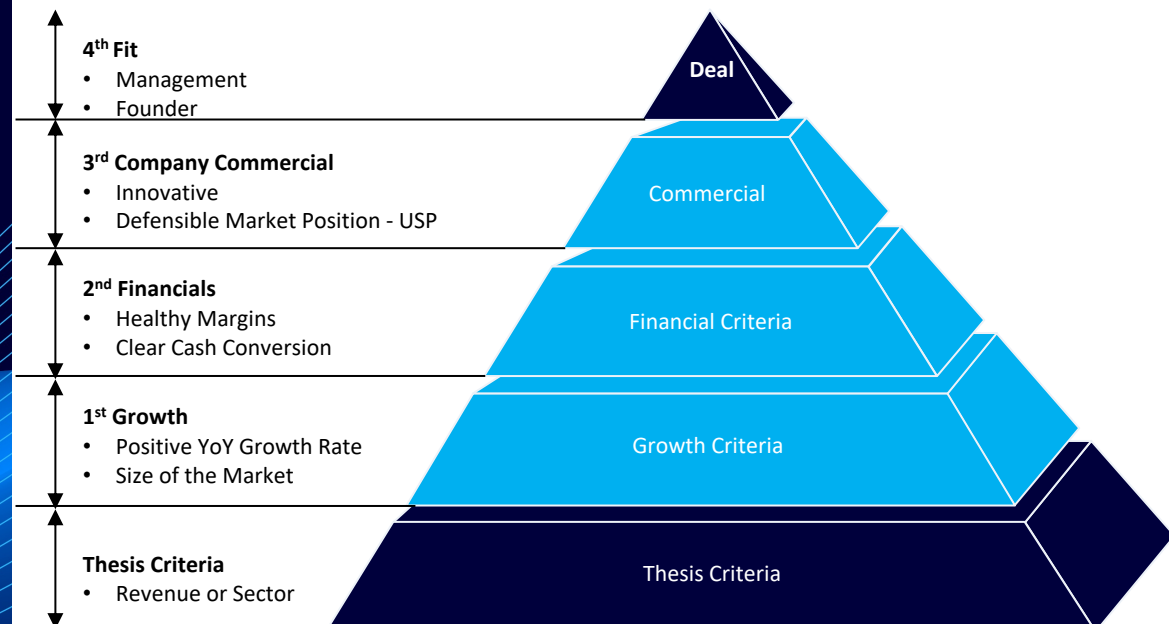 4th Fit
• Management
• Founder
Deal
3rd Company Commercial
• Innovative
• Defensible Market Position - USP
Commercial
2nd Financials
• Healthy Margins
• Clear Cash Conversion
Financial Criteria
1st Growth
• Positive YoY Growth Rate
• Size of the Market
Growth Criteria
Thesis Criteria
• Revenue or Sector
Thesis Criteria